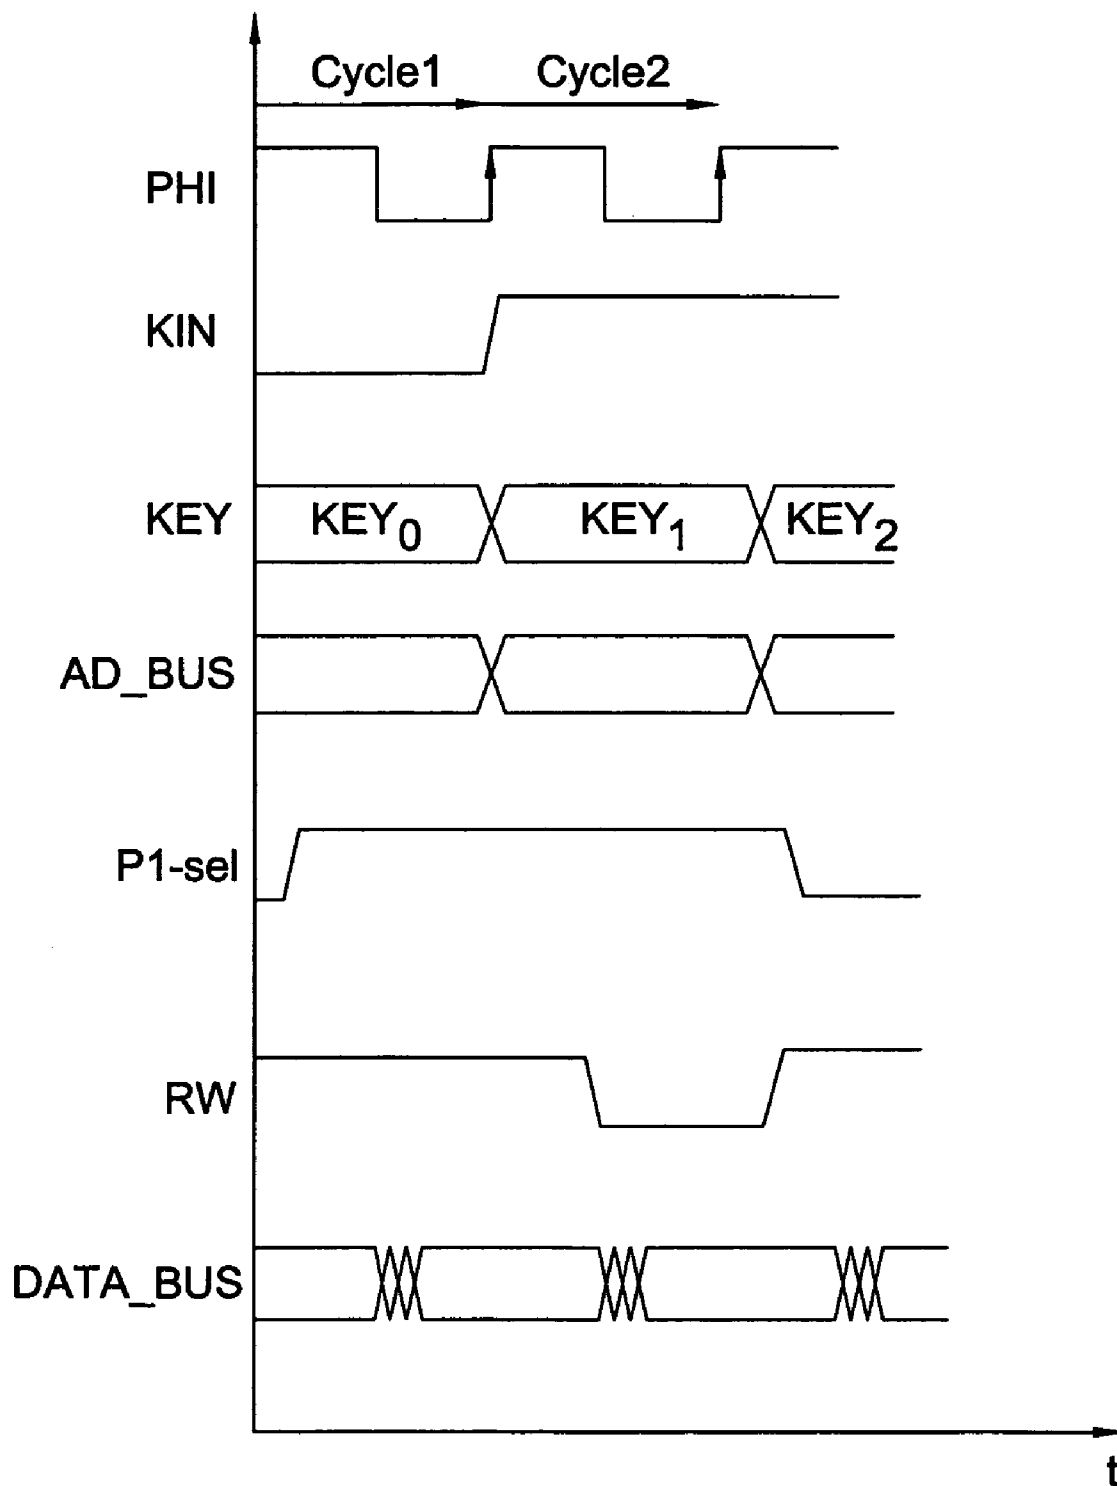 Cycle1 Cycle2
PHI
KIN
KEY KEY0 KEY1 KEY2
AD_BUS
P1-sel
RW
DATA_BUS
t